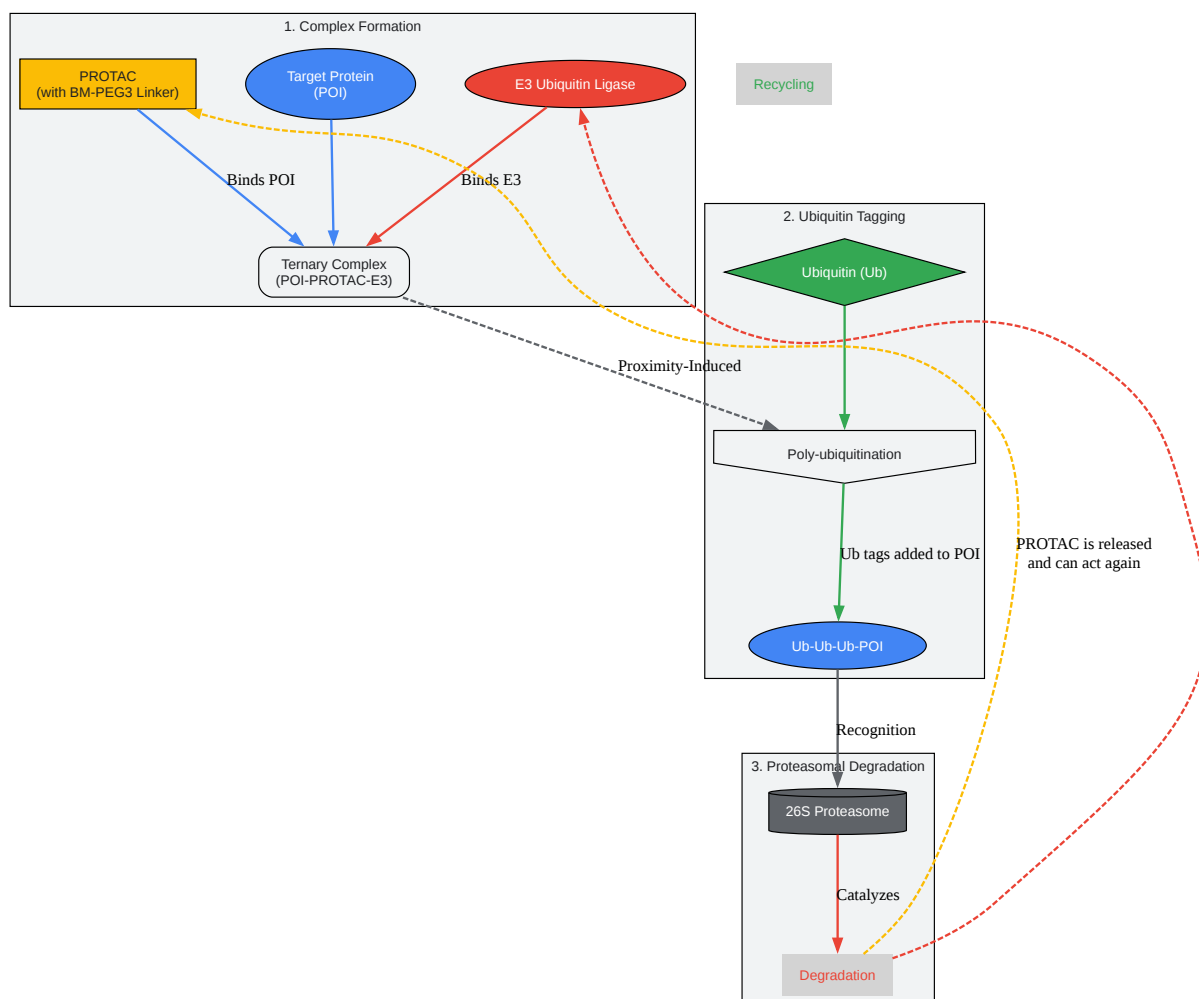 1. Complex Formation
PROTAC
(with BM-PEG3 Linker)
Target Protein
(POI)
E3 Ubiquitin Ligase
Recycling
Binds POI
Binds E3
Ternary Complex
(POI-PROTAC-E3)
2. Ubiquitin Tagging
Ubiquitin (Ub)
Proximity-Induced
Poly-ubiquitination
Ub tags added to POI
PROTAC is released
and can act again
Ub-Ub-Ub-POI
Recognition
3. Proteasomal Degradation
26S Proteasome
Catalyzes
Degradation